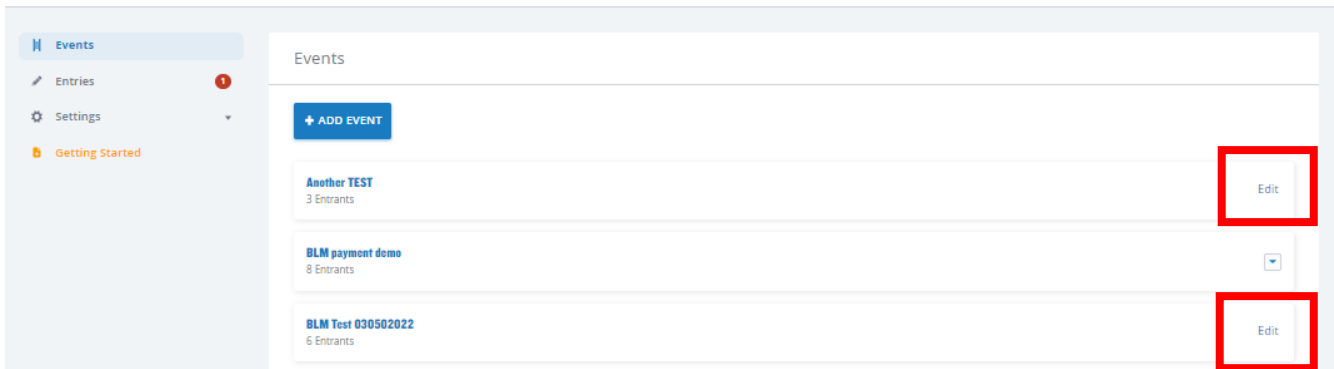 Events
Entries 1
Settings
Getting Started
Events
+ ADD EVENT
Another TEST
3 Entrants
Edit
BLM payment demo
8 Entrants
BLM Test 030502022
6 Entrants
Edit